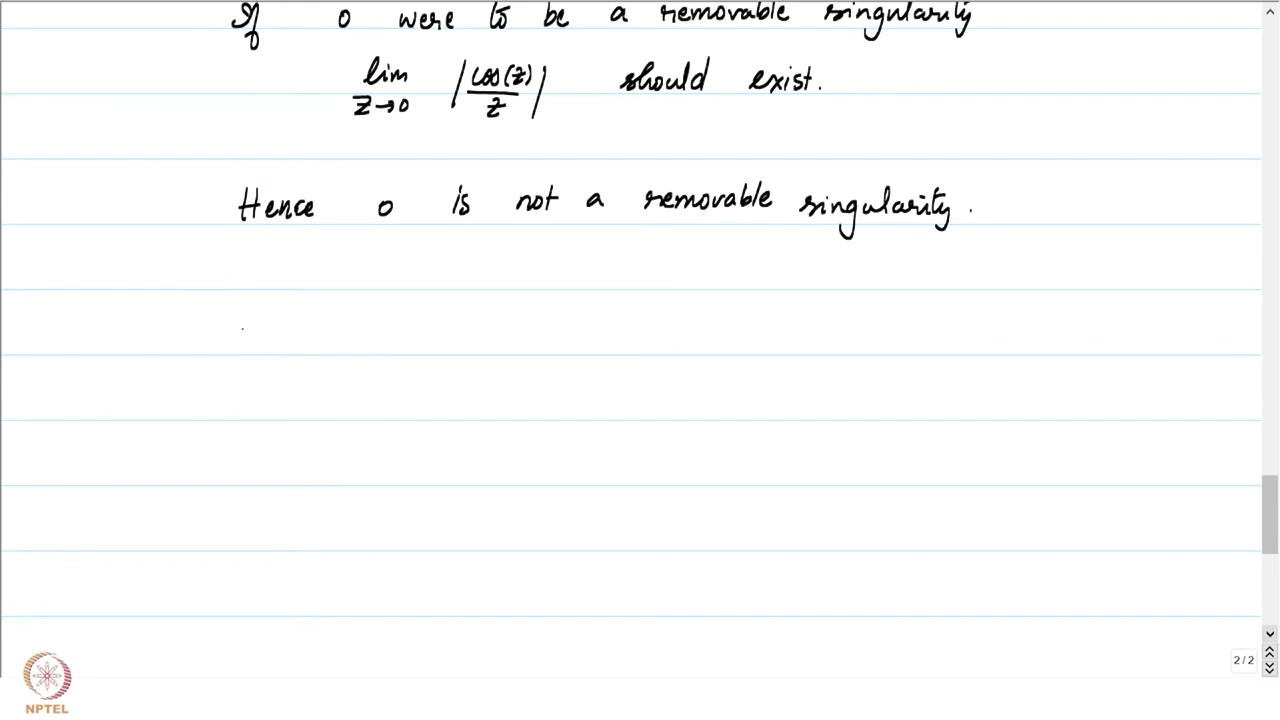 If 0 were to be a removable singularity
lim z→0 |cos(z)/z| should exist.
Hence 0 is not a removable singularity.
2/2
NPTEL